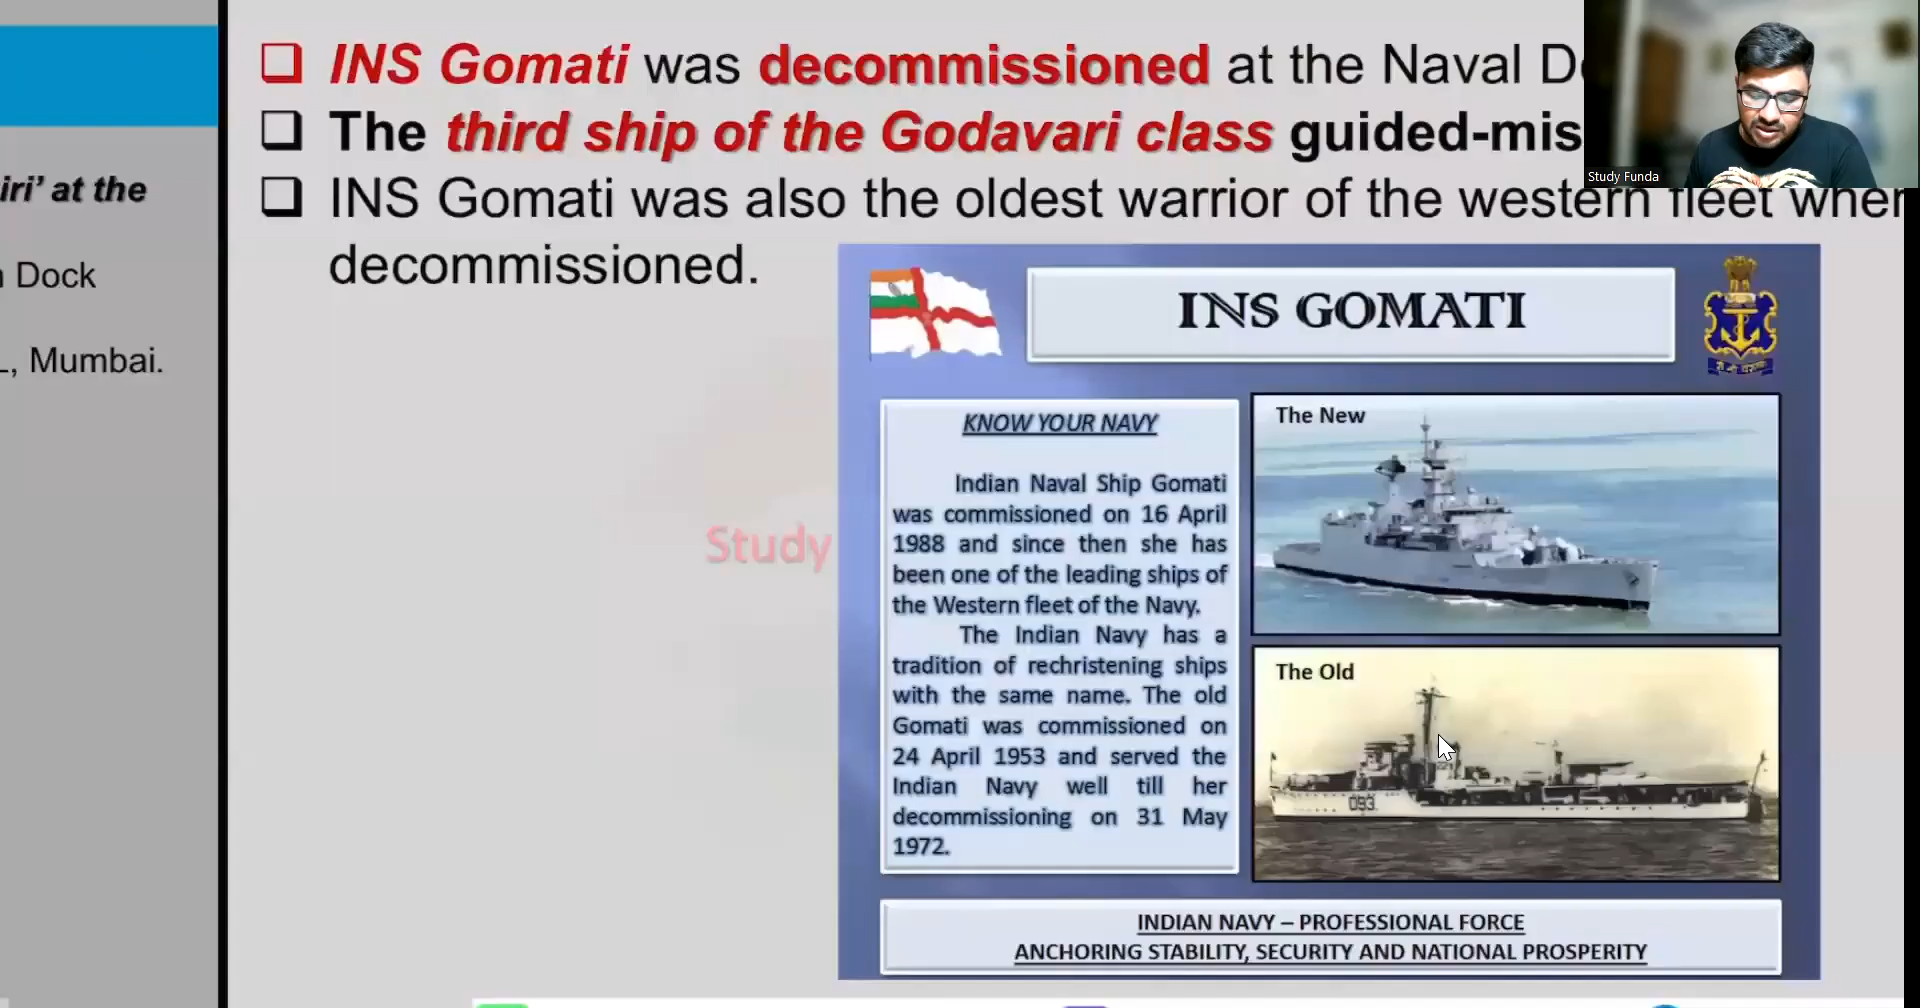 iri’ at the
Dock
, Mumbai.
❑ INS Gomati was decommissioned at the Naval
❑ The third ship of the Godavari class guided-mis
❑ INS Gomati was also the oldest warrior of the western fleet when
decommissioned.
Study Funda
Study
INS GOMATI
KNOW YOUR NAVY
Indian Naval Ship Gomati
was commissioned on 16 April
1988 and since then she has
been one of the leading ships of
the Western fleet of the Navy.
The Indian Navy has a
tradition of rechristening ships
with the same name. The old
Gomati was commissioned on
24 April 1953 and served the
Indian Navy well till her
decommissioning on 31 May
1972.
The New
The Old
D93
INDIAN NAVY – PROFESSIONAL FORCE
ANCHORING STABILITY, SECURITY AND NATIONAL PROSPERITY